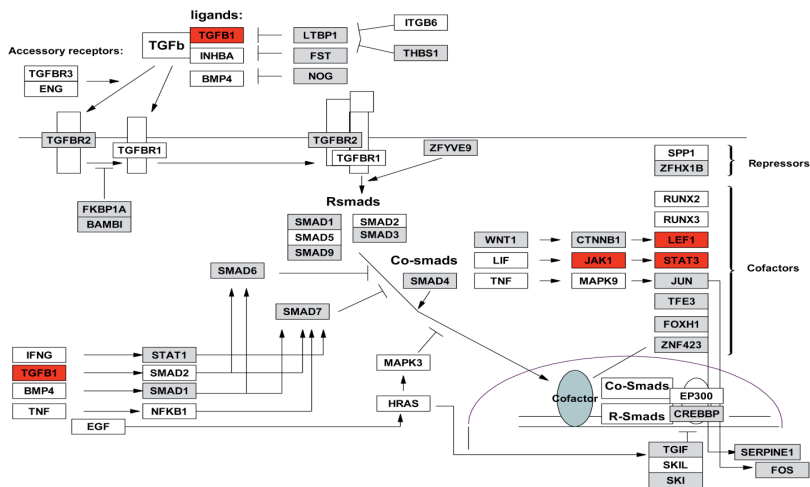 ligands:
TGFb
TGFB1
INHBA
BMP4
LTBP1
FST
NOG
ITGB6
THBS1
Accessory receptors:
TGFBR3
ENG
TGFBR2
TGFBR1
TGFBR2
TGFBR1
ZFYVE9
FKBP1A
BAMBI
SPP1
ZFHX1B
Repressors
Rsmads
SMAD1
SMAD5
SMAD9
SMAD2
SMAD3
RUNX2
RUNX3
WNT1
CTNNB1
LEF1
LIF
JAK1
STAT3
TNF
MAPK9
JUN
TFE3
FOXH1
ZNF423
Cofactors
Co-smads
SMAD4
SMAD6
SMAD7
IFNG
STAT1
TGFB1
SMAD2
BMP4
SMAD1
TNF
NFKB1
EGF
MAPK3
HRAS
Cofactor
Co-Smads
R-Smads
EP300
CREBBP
TGIF
SKIL
SKI
SERPINE1
FOS